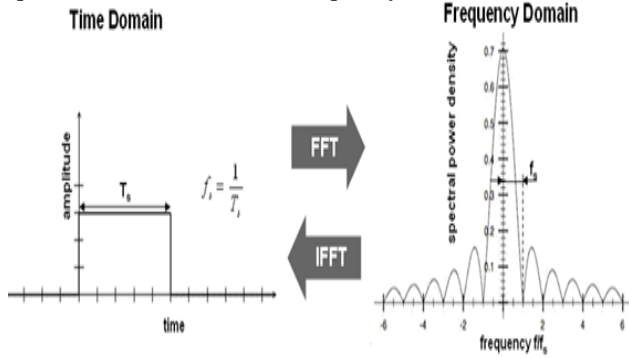 Time Domain
Frequency Domain
amplitude
Tₛ
fₛ = 1/Tₛ
time
FFT
IFFT
spectral power density
0.7
0.6
0.5
0.4
0.3
0.2
0.1
fₛ
-6 -4 -2 0 2 4 6
frequency f/fₛ